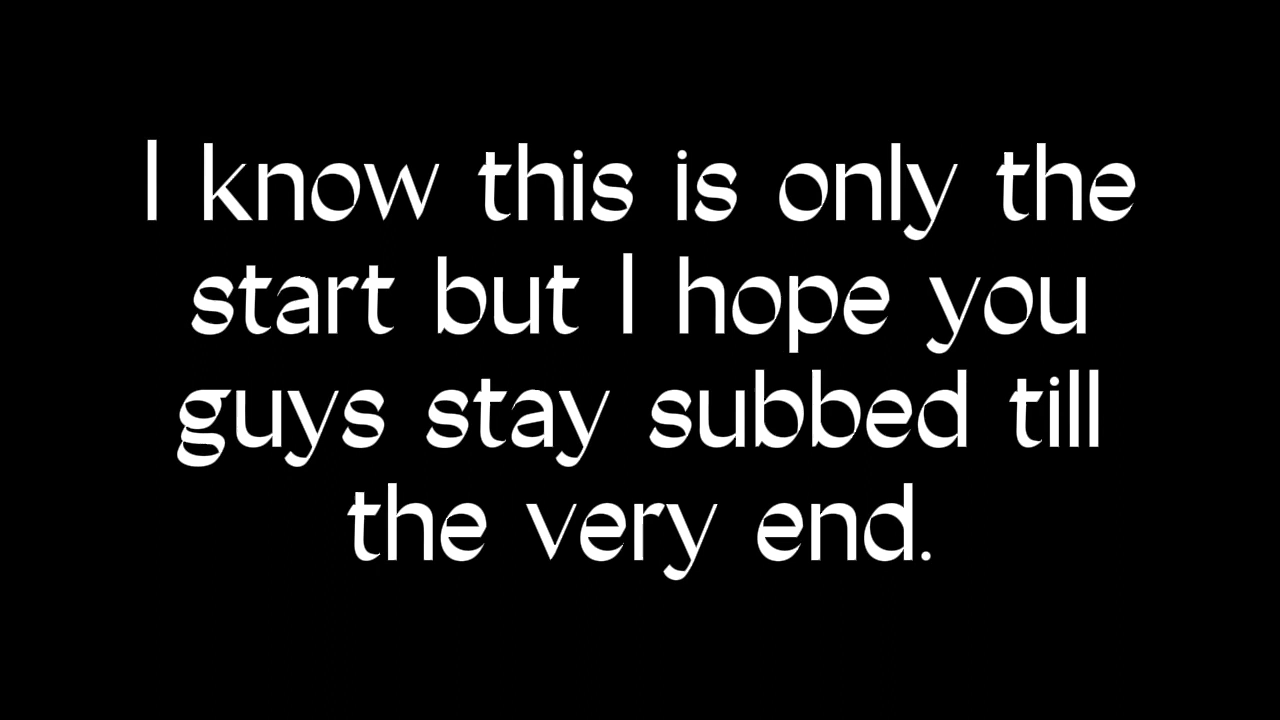 I know this is only the
start but I hope you
guys stay subbed till
the very end.